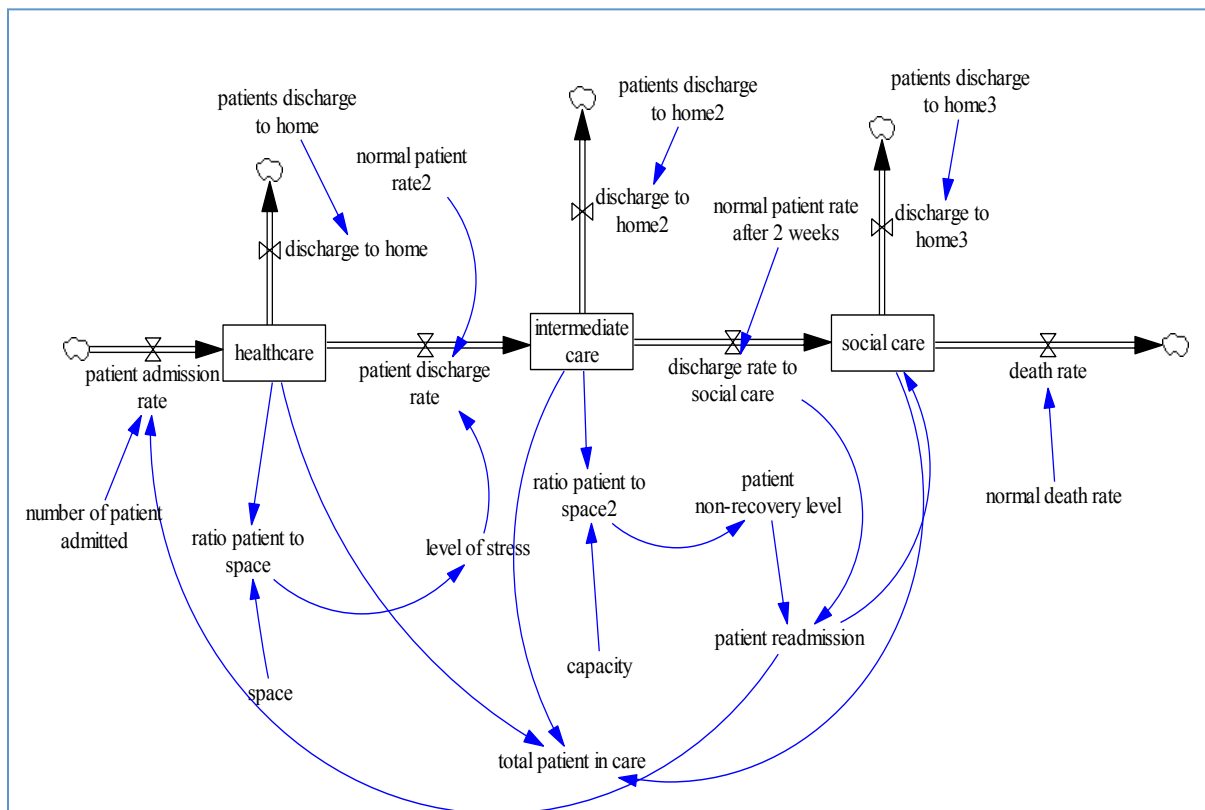 patients discharge
to home
patients discharge
to home2
patients discharge
to home3
normal patient
rate2
discharge to
home2
normal patient rate
after 2 weeks
discharge to
home3
discharge to home
healthcare
intermediate
care
social care
patient admission
rate
patient discharge
rate
discharge rate to
social care
death rate
number of patient
admitted
ratio patient to
space
level of stress
ratio patient to
space2
patient
non-recovery level
normal death rate
space
capacity
patient readmission
total patient in care